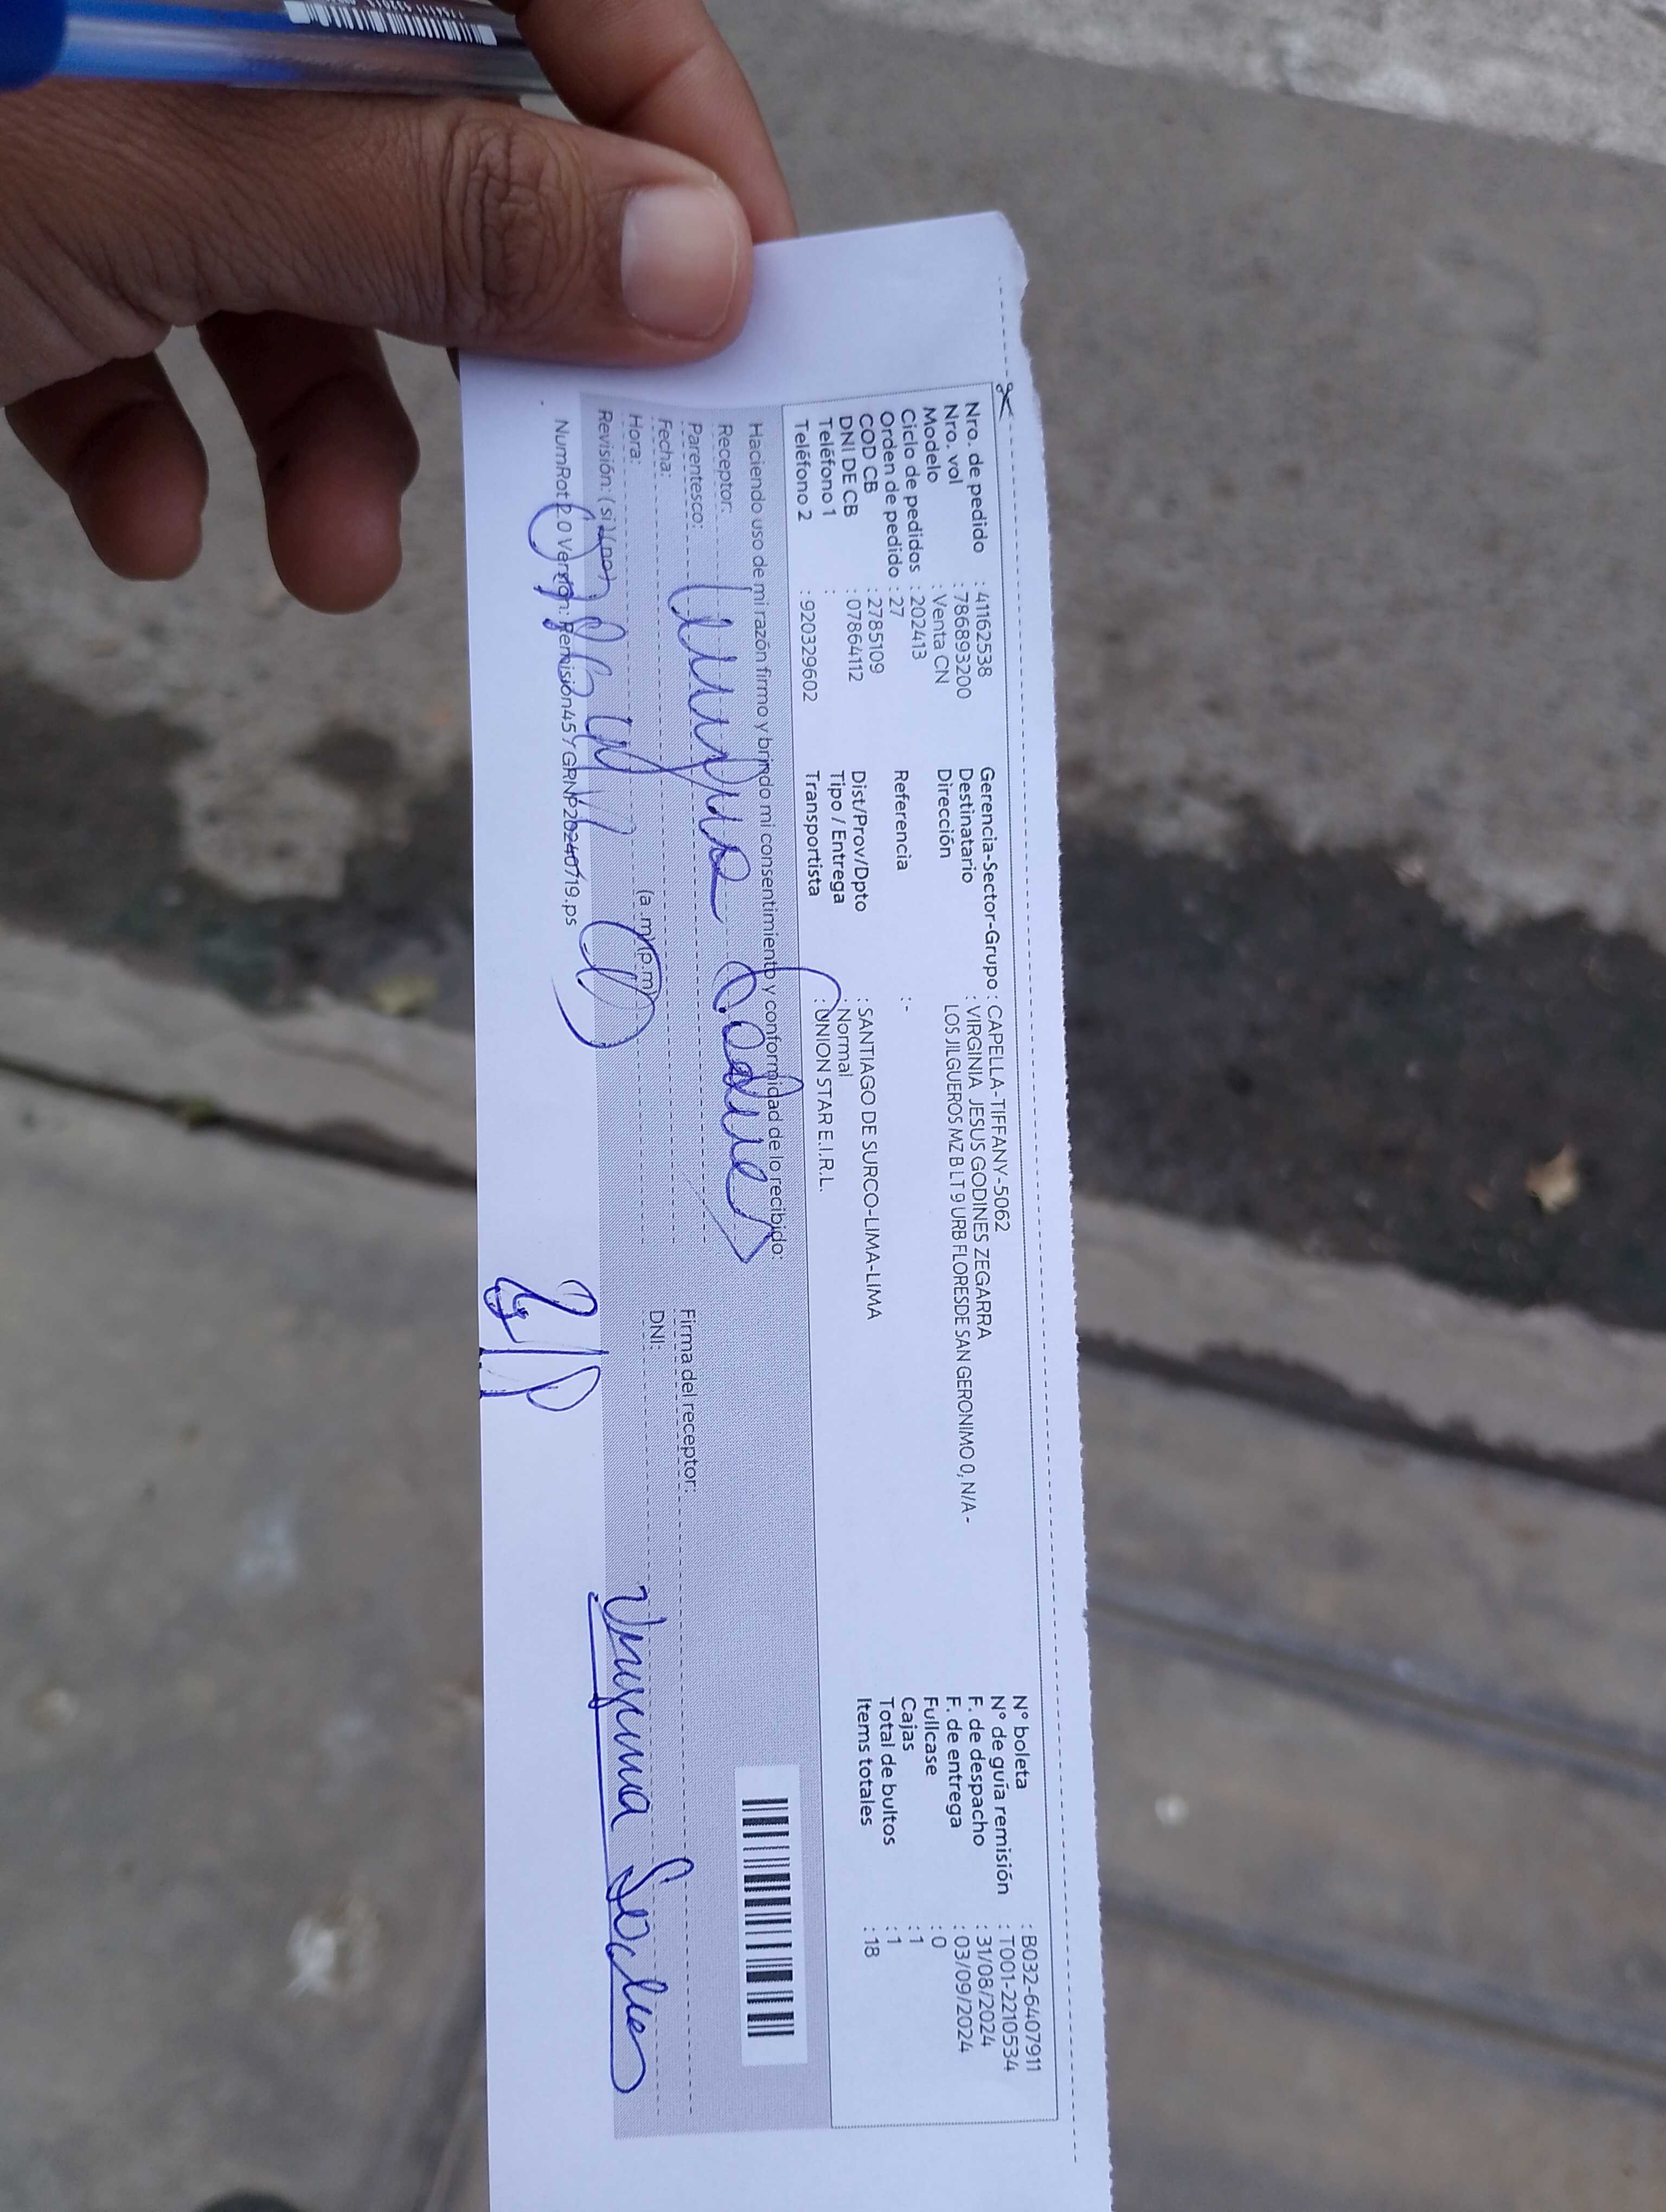 Nro. de pedido : 41162538
Nro. vol : 786893200
Modelo : Venta CN
Ciclo de pedidos : 202413
Orden de pedido : 27
COD CB : 2785109
DNI DE CB : 07864112
Teléfono 1 :
Teléfono 2 : 920329602
Gerencia-Sector-Grupo : CAPELLA-TIFFANY-5062
Destinatario : VIRGINIA JESUS GODINES ZEGARRA
Dirección LOS JILGUEROS MZ B LT 9 URB FLORESDE SAN GERONIMO 0, N/A -
Referencia :-
Dist/Prov/Dpto : SANTIAGO DE SURCO-LIMA-LIMA
Tipo / Entrega : Normal
Transportista : UNION STAR E.I.R.L.
N° boleta : B032-6407911
N° de guía remisión : T001-2210534
F. de despacho : 31/08/2024
F. de entrega : 03/09/2024
Fullcase : 0
Cajas : 1
Total de bultos : 1
Items totales : 18
Haciendo uso de mi razón firmo y brindo mi consentimiento y conformidad de lo recibido:
Receptor:
Parentesco:
Fecha:
Hora: (a .m) (p.m)
Revisión: (si) (no)
Firma del receptor:
DNI:
NumRot 2.0 Versión: Remisión45YGRNP20240719.ps